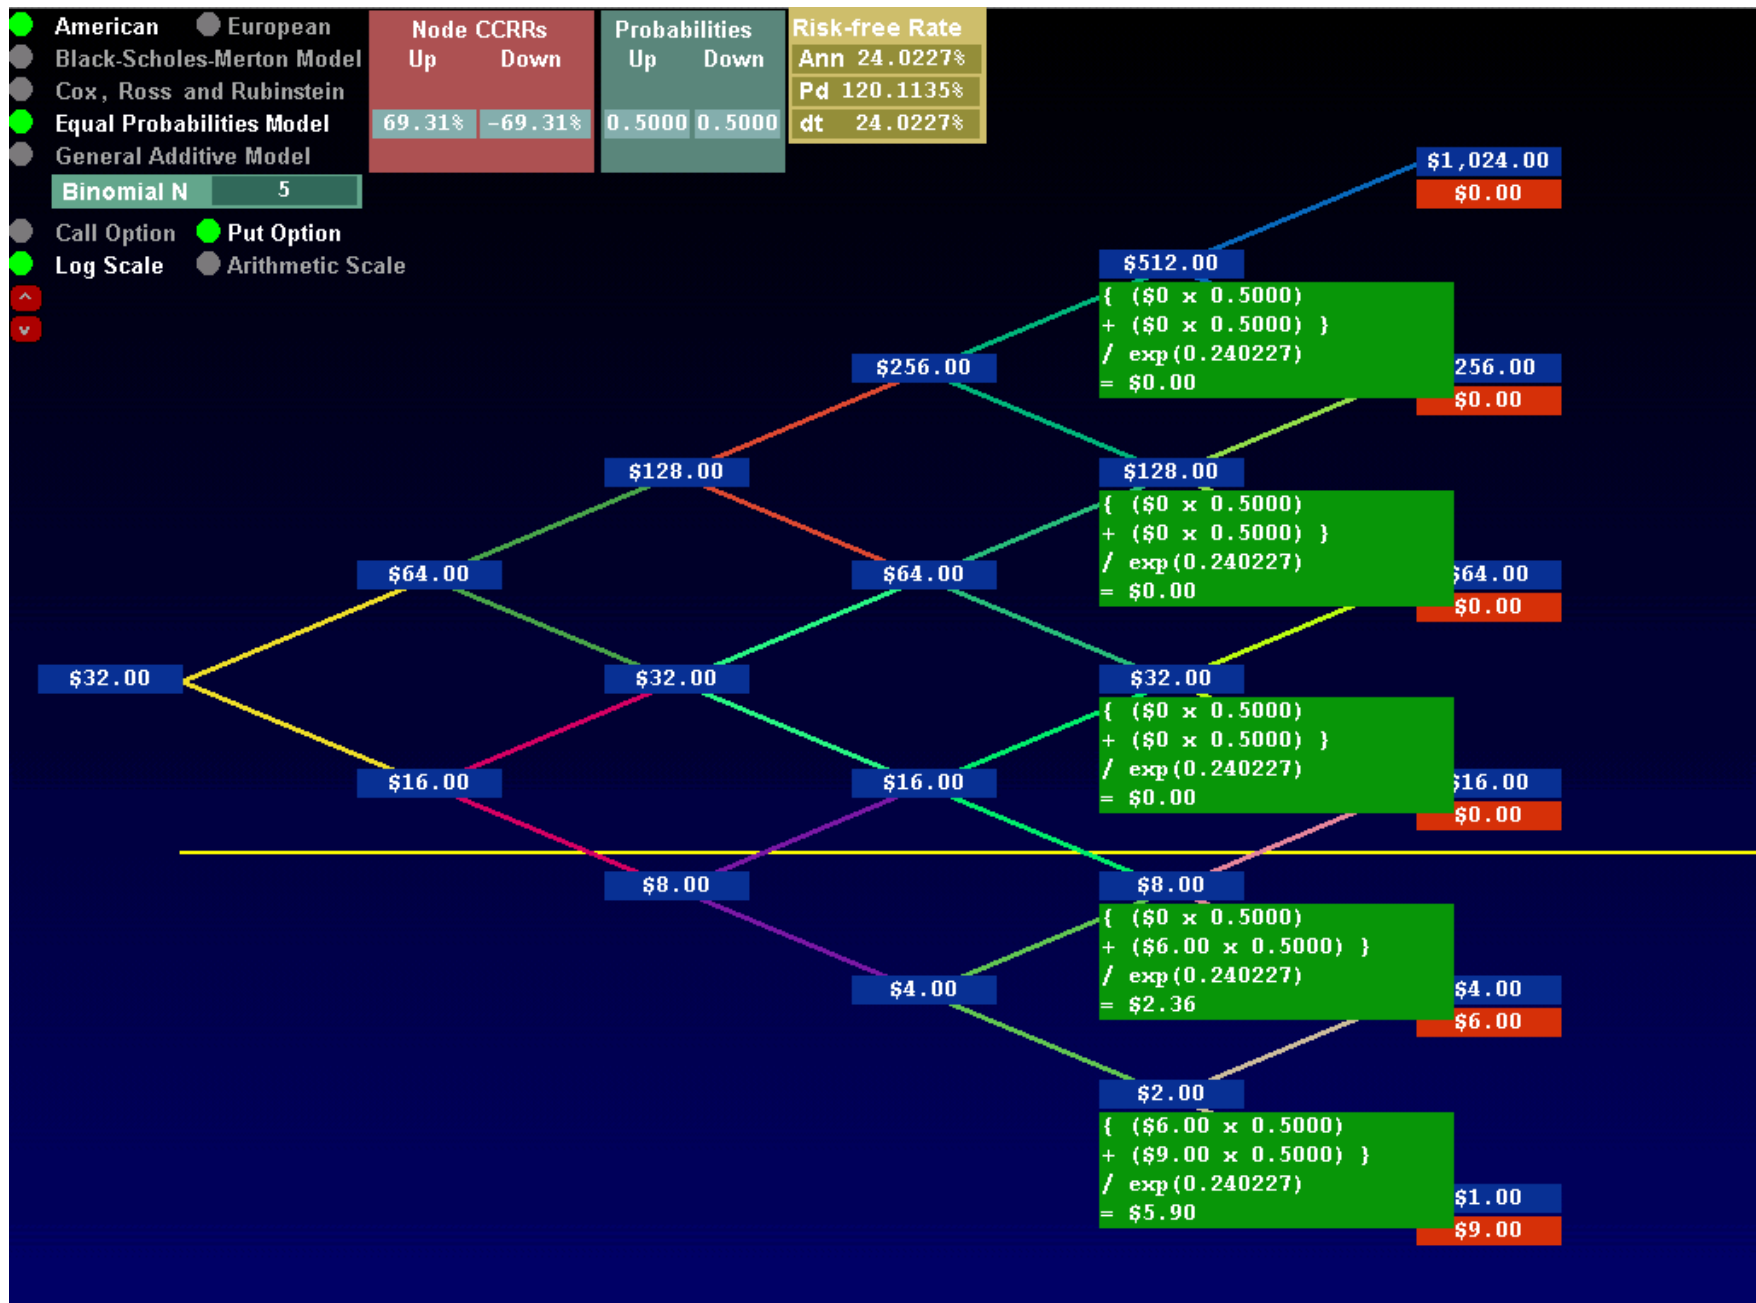 American European
Black-Scholes-Merton Model
Cox, Ross and Rubinstein
Equal Probabilities Model
General Additive Model
Binomial N 5
Call Option Put Option
Log Scale Arithmetic Scale
^
v
Node CCRRs
Up Down
69.31% -69.31%
Probabilities
Up Down
0.5000 0.5000
Risk-free Rate
Ann 24.0227%
Pd 120.1135%
dt 24.0227%
$32.00
$64.00
$16.00
$128.00
$32.00
$8.00
$256.00
$64.00
$16.00
$4.00
$512.00
{ ($0 x 0.5000)
+ ($0 x 0.5000) }
/ exp(0.240227)
= $0.00
$128.00
{ ($0 x 0.5000)
+ ($0 x 0.5000) }
/ exp(0.240227)
= $0.00
$32.00
{ ($0 x 0.5000)
+ ($0 x 0.5000) }
/ exp(0.240227)
= $0.00
$8.00
{ ($0 x 0.5000)
+ ($6.00 x 0.5000) }
/ exp(0.240227)
= $2.36
$2.00
{ ($6.00 x 0.5000)
+ ($9.00 x 0.5000) }
/ exp(0.240227)
= $5.90
$1,024.00
$0.00
256.00
$0.00
$64.00
$0.00
$16.00
$0.00
$4.00
$6.00
$1.00
$9.00